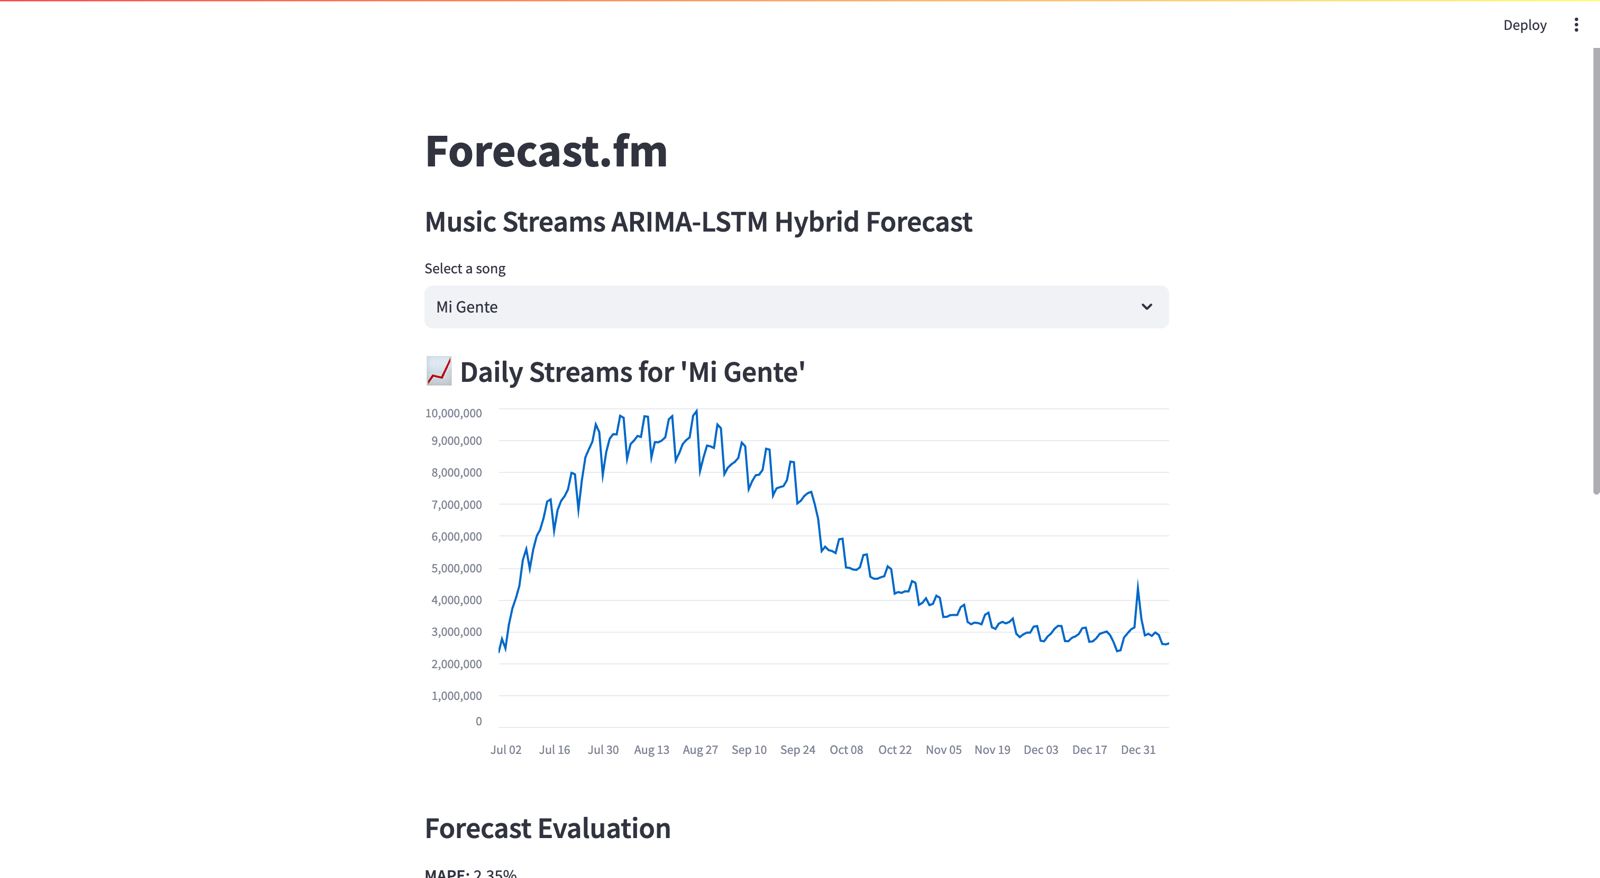 Deploy
Forecast.fm
Music Streams ARIMA-LSTM Hybrid Forecast
Select a song
Mi Gente
📈 Daily Streams for 'Mi Gente'
10,000,000
9,000,000
8,000,000
7,000,000
6,000,000
5,000,000
4,000,000
3,000,000
2,000,000
1,000,000
0
Jul 02 Jul 16 Jul 30 Aug 13 Aug 27 Sep 10 Sep 24 Oct 08 Oct 22 Nov 05 Nov 19 Dec 03 Dec 17 Dec 31
Forecast Evaluation
MAPE: 2.35%